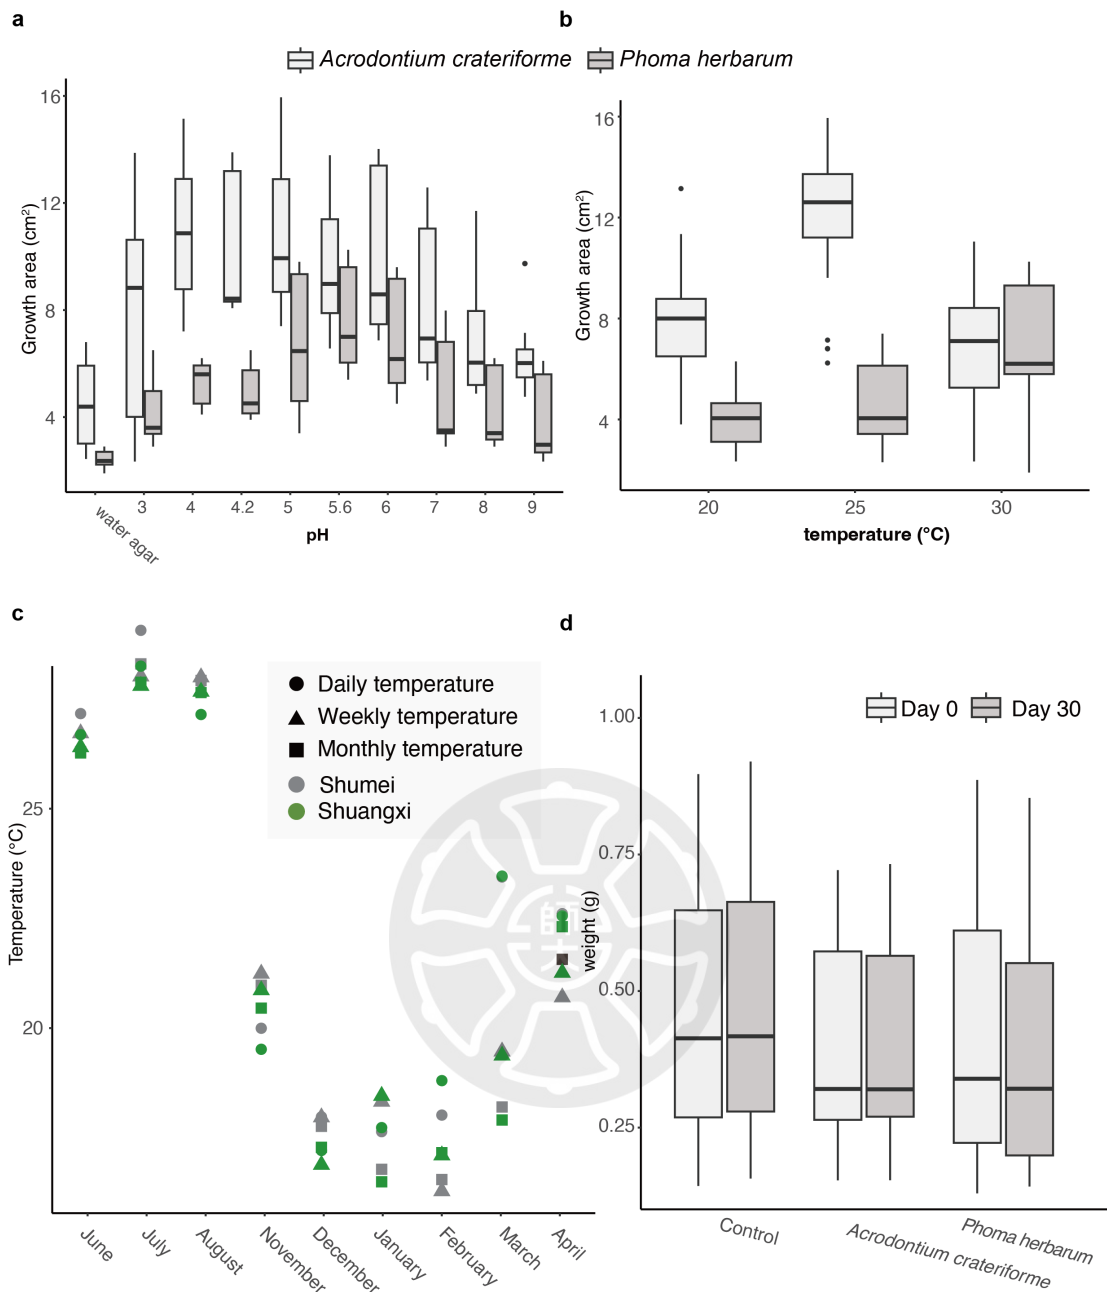 a
b
Acrodontium crateriforme
Phoma herbarum
16
12
8
4
Growth area (cm²)
water agar
3
4
4.2
5
5.6
6
7
8
9
pH
16
12
8
4
Growth area (cm²)
20
25
30
temperature (°C)
c
Daily temperature
Weekly temperature
Monthly temperature
Shumei
Shuangxi
25
20
Temperature (°C)
June
July
August
November
December
January
February
March
April
d
Day 0
Day 30
1.00
0.75
0.50
0.25
weight (g)
Control
Acrodontium crateriforme
Phoma herbarum
師大